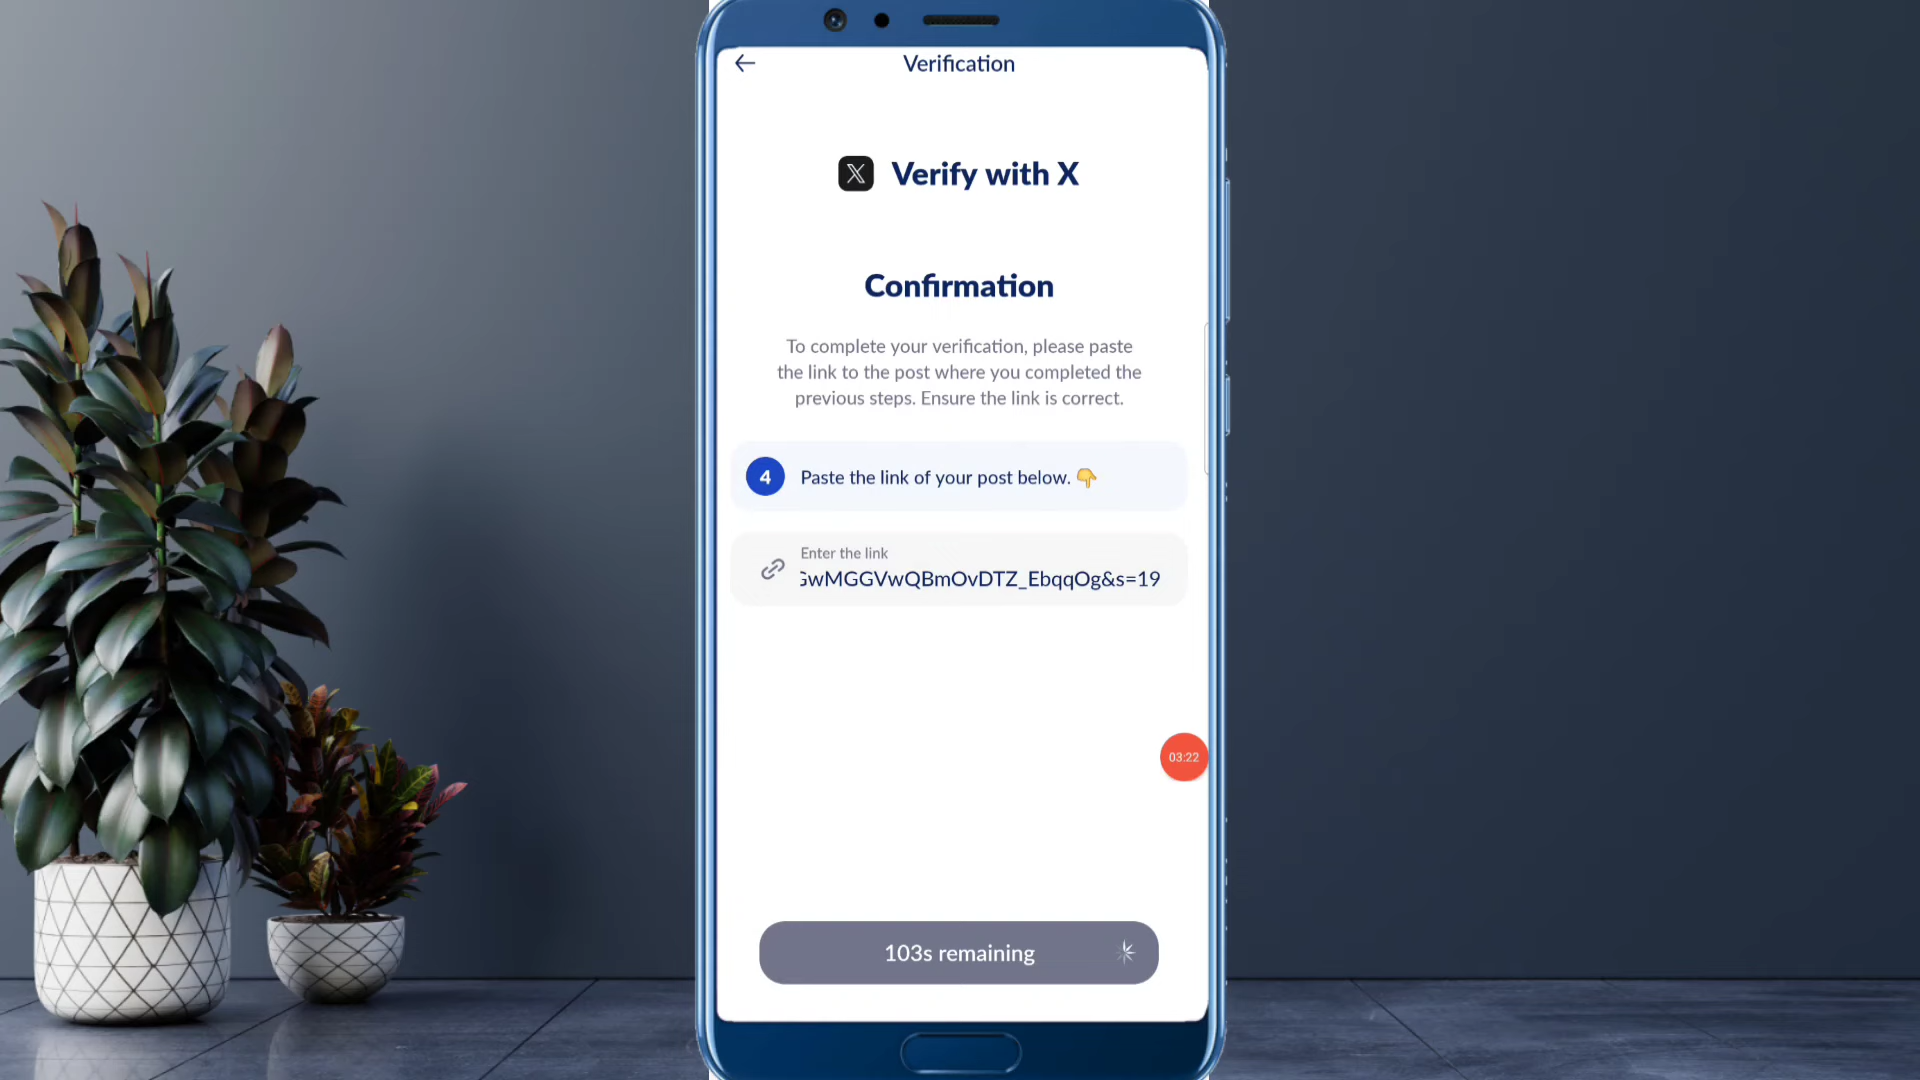 Verification
Verify with X
Confirmation
To complete your verification, please paste
the link to the post where you completed the
previous steps. Ensure the link is correct.
4 Paste the link of your post below. 👇
Enter the link
GwMGGVwQBmOvDTZ_EbqqOg&s=19
03:22
103s remaining